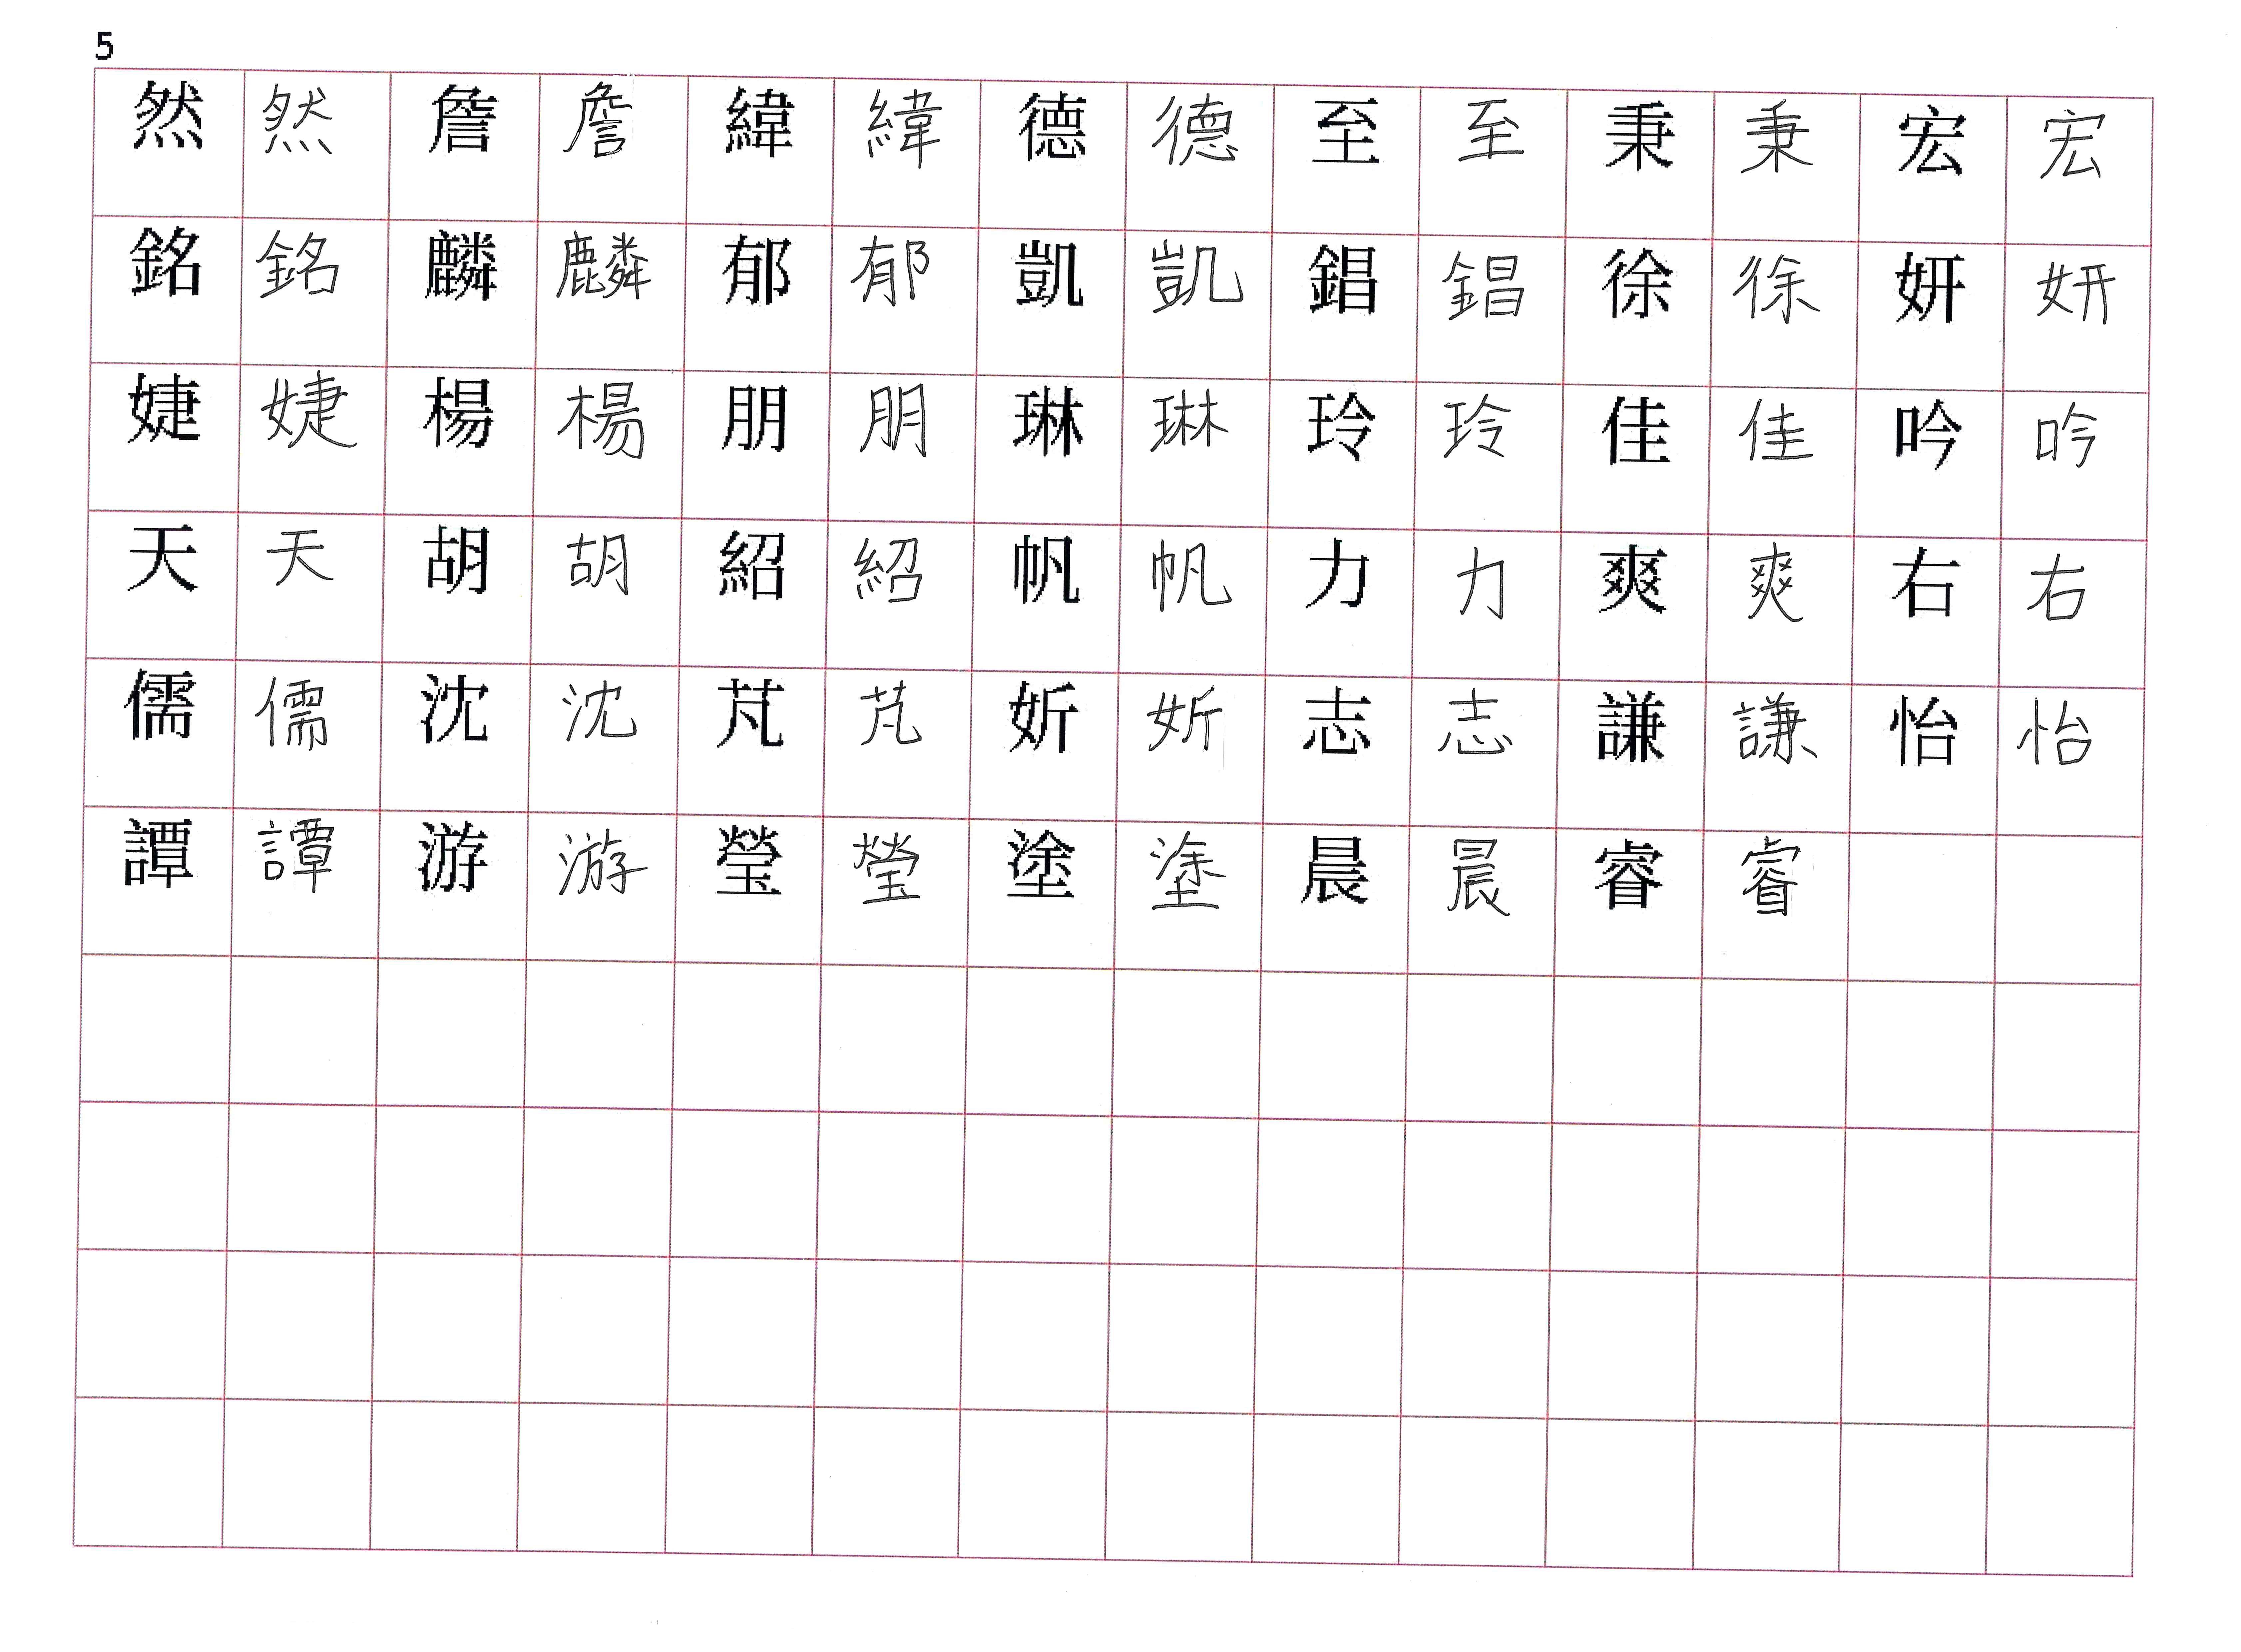 5
然 然 詹 詹 緯 緯 德 德 至 至 秉 秉 宏 宏
銘 銘 麟 麟 郁 郁 凱 凱 錩 錩 徐 徐 妍 妍
婕 婕 楊 楊 朋 朋 琳 琳 玲 玲 佳 佳 吟 吟
天 天 胡 胡 紹 紹 帆 帆 力 力 爽 爽 右 右
儒 儒 沈 沈 芃 芃 妡 妡 志 志 謙 謙 怡 怡
譚 譚 游 游 瑩 瑩 塗 塗 晨 晨 睿 睿